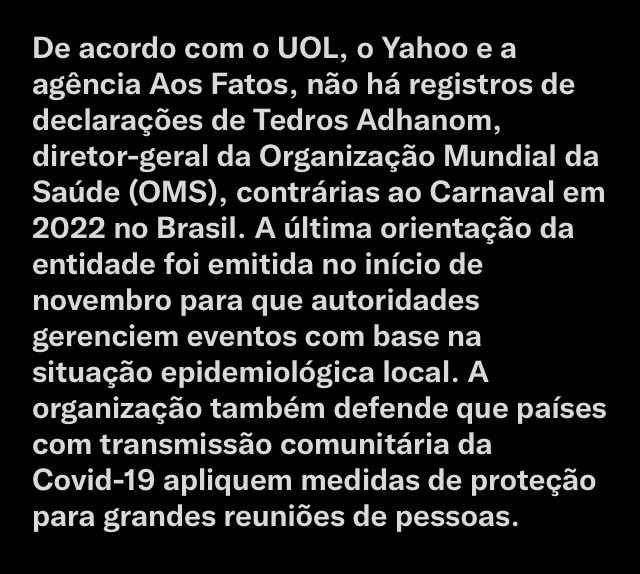 De acordo com o UOL, o Yahoo e a
agência Aos Fatos, não há registros de
declarações de Tedros Adhanom,
diretor-geral da Organização Mundial da
Saúde (OMS), contrárias ao Carnaval em
2022 no Brasil. A última orientação da
entidade foi emitida no início de
novembro para que autoridades
gerenciem eventos com base na
situação epidemiológica local. A
organização também defende que países
com transmissão comunitária da
Covid-19 apliquem medidas de proteção
para grandes reuniões de pessoas.